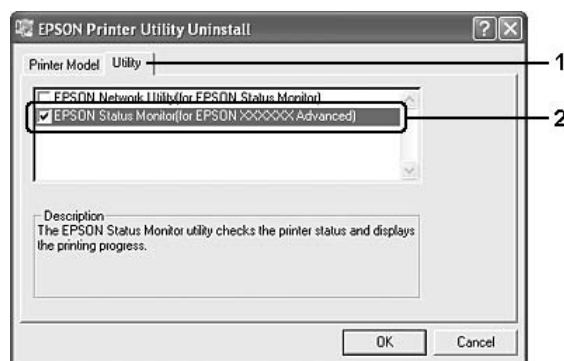 EPSON Printer Utility Uninstall
Printer Model Utility
1
EPSON Network Utility(for EPSON Status Monitor)
EPSON Status Monitor(for EPSON XXXXXXX Advanced)
2
Description
The EPSON Status Monitor utility checks the printer status and displays
the printing progress.
OK Cancel